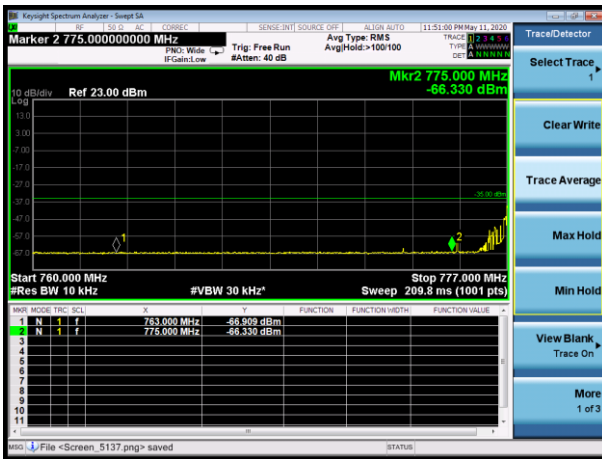 Keysight Spectrum Analyzer - Swept SA
RF 50 Ω AC CORREC SENSE:INT SOURCE OFF ALIGN AUTO 11:51:00 PM May 11, 2020
Marker 2 775.000000000 MHz
Avg Type: RMS
TRACE 1 2 3 4 5 6
PNO: Wide Trig: Free Run Avg|Hold:>100/100
TYPE A WWWWW
IFGain:Low #Atten: 40 dB
DET A N N N N N
Mkr2 775.000 MHz
-66.330 dBm
10 dB/div Ref 23.00 dBm
Log
13.0
3.00
-7.00
-17.0
-27.0
-35.00 dBm
-37.0
-47.0
-57.0
-67.0
1
2
Start 760.000 MHz Stop 777.000 MHz
#Res BW 10 kHz #VBW 30 kHz* Sweep 209.8 ms (1001 pts)
MKR MODE TRC SCL X Y FUNCTION FUNCTION WIDTH FUNCTION VALUE
1 N 1 f 763.000 MHz -66.909 dBm
2 N 1 f 775.000 MHz -66.330 dBm
3
4
5
6
7
8
9
10
11
MSG File <Screen_5137.png> saved STATUS
Trace/Detector
Select Trace
1
Clear Write
Trace Average
Max Hold
Min Hold
View Blank
Trace On
More
1 of 3